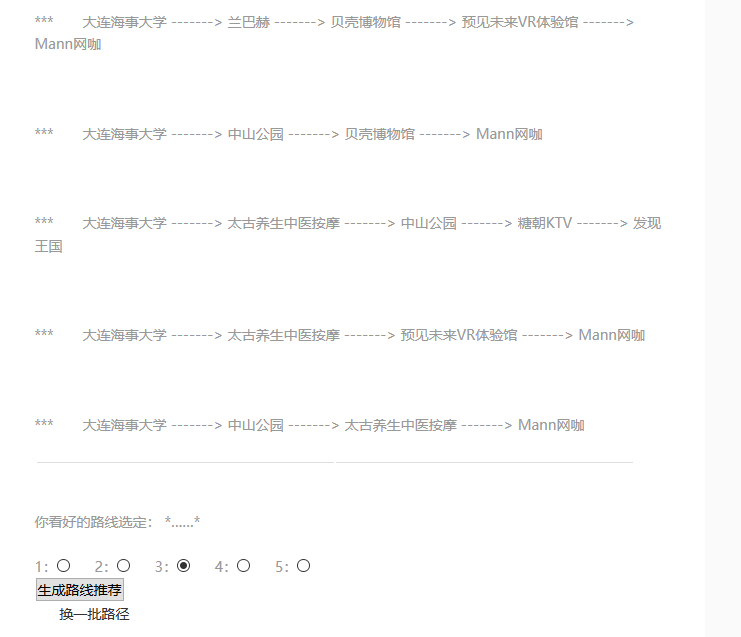 *** 大连海事大学 -------> 兰巴赫 -------> 贝壳博物馆 -------> 预见未来VR体验馆 ------->
Mann网咖
*** 大连海事大学 -------> 中山公园 -------> 贝壳博物馆 -------> Mann网咖
*** 大连海事大学 -------> 太古养生中医按摩 -------> 中山公园 -------> 糖朝KTV -------> 发现
王国
*** 大连海事大学 -------> 太古养生中医按摩 -------> 预见未来VR体验馆 -------> Mann网咖
*** 大连海事大学 -------> 中山公园 -------> 太古养生中医按摩 -------> Mann网咖
你看好的路线选定： *......*
1： 2： 3： 4： 5：
生成路线推荐
换一批路径